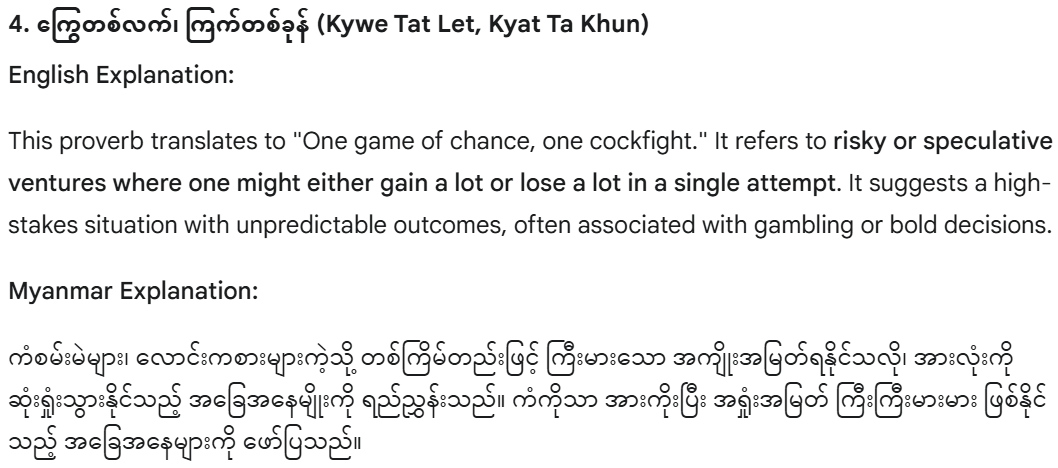 4. ကြွေတစ်လက်၊ ကြက်တစ်ခုန် (Kywe Tat Let, Kyat Ta Khun)
English Explanation:
This proverb translates to "One game of chance, one cockfight." It refers to risky or speculative
ventures where one might either gain a lot or lose a lot in a single attempt. It suggests a high-
stakes situation with unpredictable outcomes, often associated with gambling or bold decisions.
Myanmar Explanation:
ကံစမ်းမဲများ၊ လောင်းကစားများကဲ့သို့ တစ်ကြိမ်တည်းဖြင့် ကြီးမားသော အကျိုးအမြတ်ရနိုင်သလို၊ အားလုံးကို
ဆုံးရှုံးသွားနိုင်သည့် အခြေအနေမျိုးကို ရည်ညွှန်းသည်။ ကံကိုသာ အားကိုးပြီး အရှုံးအမြတ် ကြီးကြီးမားမား ဖြစ်နိုင်
သည့် အခြေအနေများကို ဖော်ပြသည်။